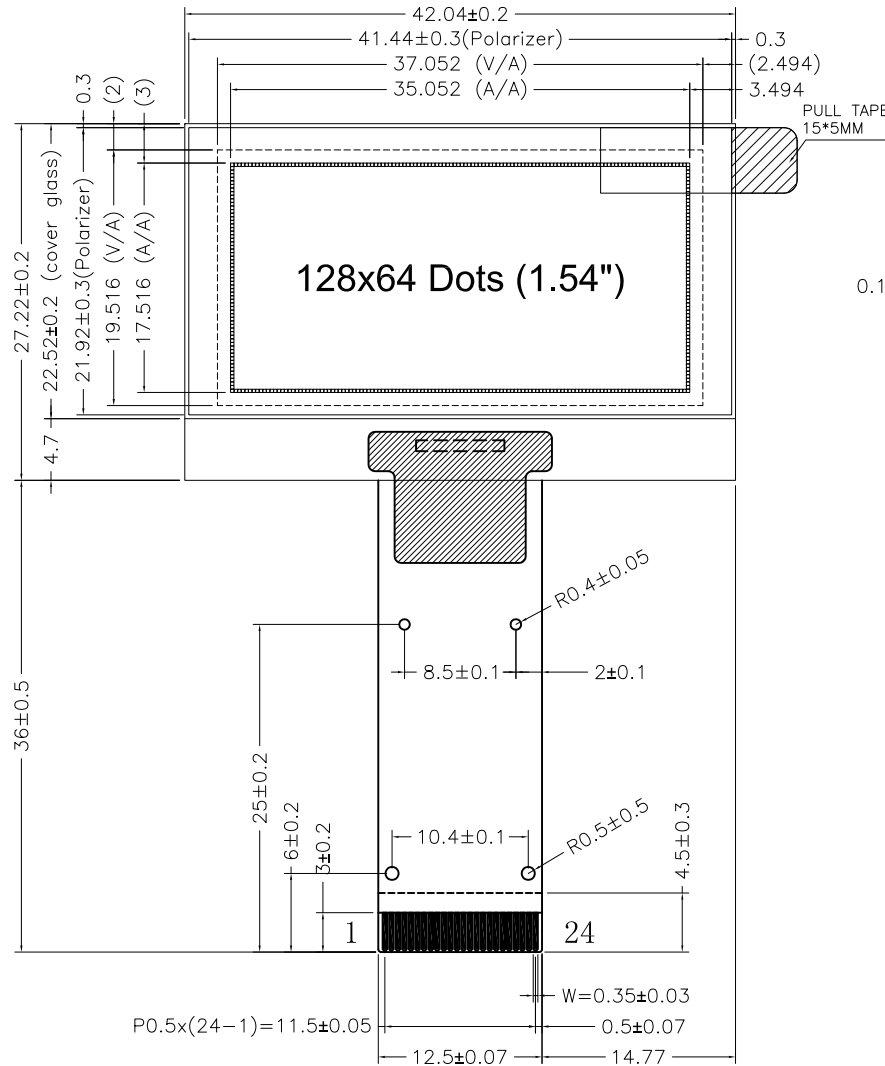 42.04±0.2
41.44±0.3(Polarizer)
0.3
37.052 (V/A)
(2.494)
35.052 (A/A)
3.494
PULL TAPE
15*5MM
0.3
(2)
(3)
27.22±0.2
22.52±0.2 (cover glass)
21.92±0.3(Polarizer)
19.516 (V/A)
17.516 (A/A)
128x64 Dots (1.54")
0.1
4.7
R0.4±0.05
8.5±0.1
2±0.1
36±0.5
25±0.2
6±0.2
3±0.2
10.4±0.1
R0.5±0.5
4.5±0.3
1
24
W=0.35±0.03
P0.5x(24-1)=11.5±0.05
0.5±0.07
12.5±0.07
14.77